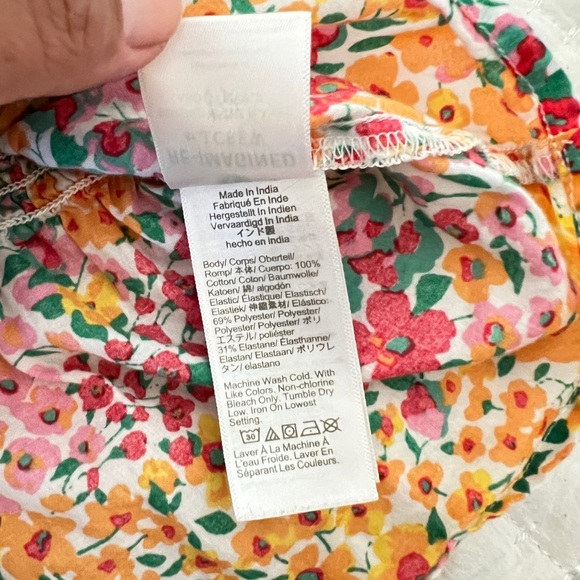 RE-IMAGINED
Made In India
Fabriqué En Inde
Hergestellt In Indien
Vervaardigd In India
インド製
hecho en india
Body/ Corps/ Oberteil/
Romp/ 本体/ Cuerpo: 100%
Cotton/ Coton/ Baumwolle/
Katoen/ 綿/ algodón
Elastic/ Élastique/ Elastisch/
Elastiek/ 伸縮部/ Elástico:
69% Polyester/ Polyester/
Polyester/ Polyester/ ポリ
エステル/ poliéster
31% Elastane/ Élasthanne/
Elastan/ Elastaan/ ポリウレ
タン/ elastano
Machine Wash Cold. With
Like Colors. Non-chlorine
Bleach Only. Tumble Dry
Low. Iron On Lowest
Setting.
30
Laver À La Machine À
L'eau Froide. Laver En
Séparant Les Couleurs.